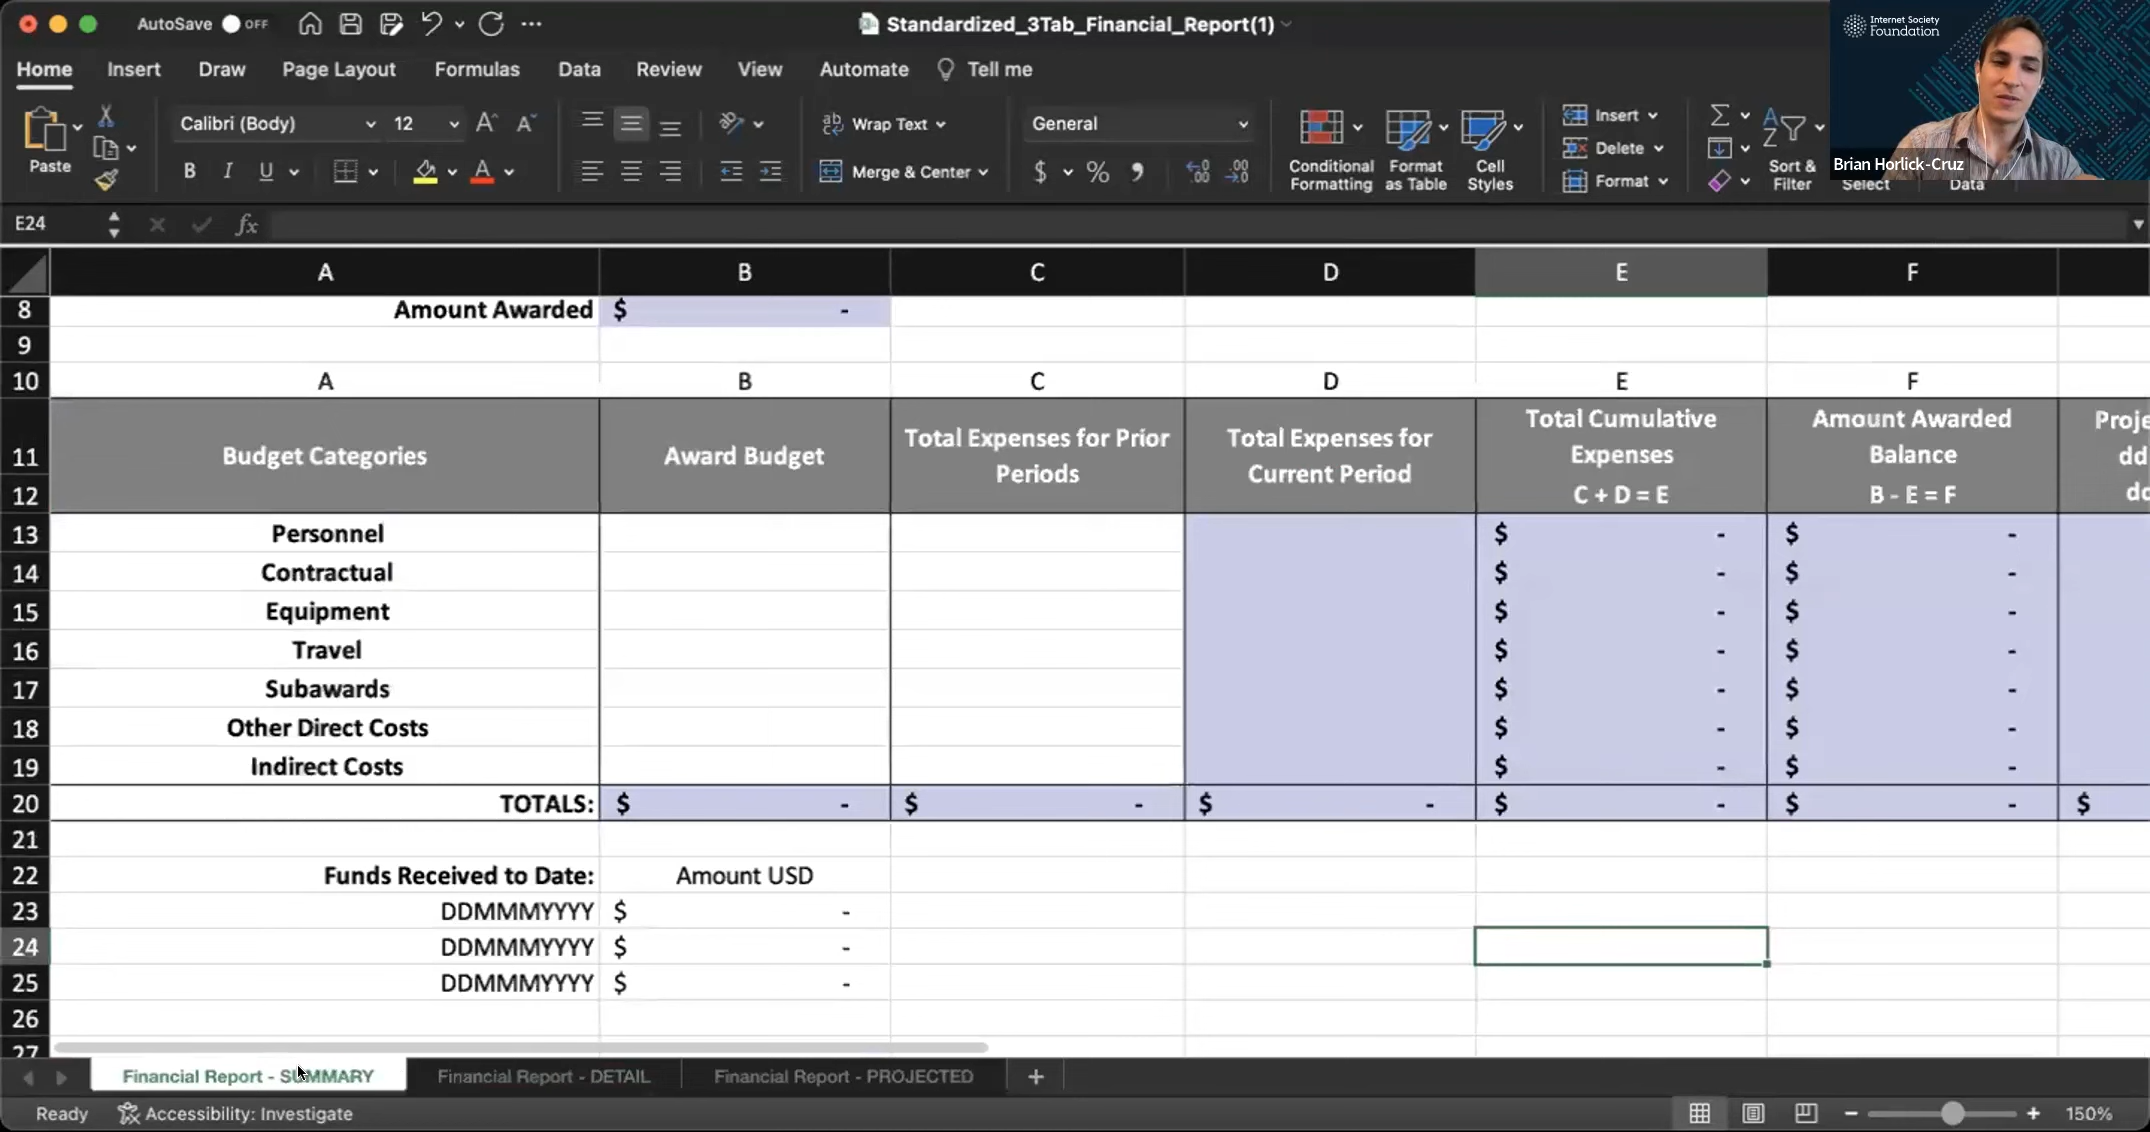 AutoSave OFF
Standardized_3Tab_Financial_Report(1)
Internet Society
Foundation
Home Insert Draw Page Layout Formulas Data Review View Automate Tell me
Paste
Calibri (Body) 12
B I U
Wrap Text
Merge & Center
General
$ % 9
Conditional
Formatting
Format
as Table
Cell
Styles
Insert
Delete
Format
Sort &
Filter
Select
Data
Brian Horlick-Cruz
E24 fx
A B C D E F
8 Amount Awarded $ -
9
10 A B C D E F
11 Budget Categories Award Budget Total Expenses for Prior
Periods Total Expenses for
Current Period Total Cumulative
Expenses Amount Awarded
Balance
12 C + D = E B - E = F
13 Personnel $ - $ -
14 Contractual $ - $ -
15 Equipment $ - $ -
16 Travel $ - $ -
17 Subawards $ - $ -
18 Other Direct Costs $ - $ -
19 Indirect Costs $ - $ -
20 TOTALS: $ - $ - $ - $ - $ - $
21
22 Funds Received to Date: Amount USD
23 DDMMMYYYY $ -
24 DDMMMYYYY $ -
25 DDMMMYYYY $ -
26
27
Financial Report - SUMMARY Financial Report - DETAIL Financial Report - PROJECTED +
Ready Accessibility: Investigate 150%